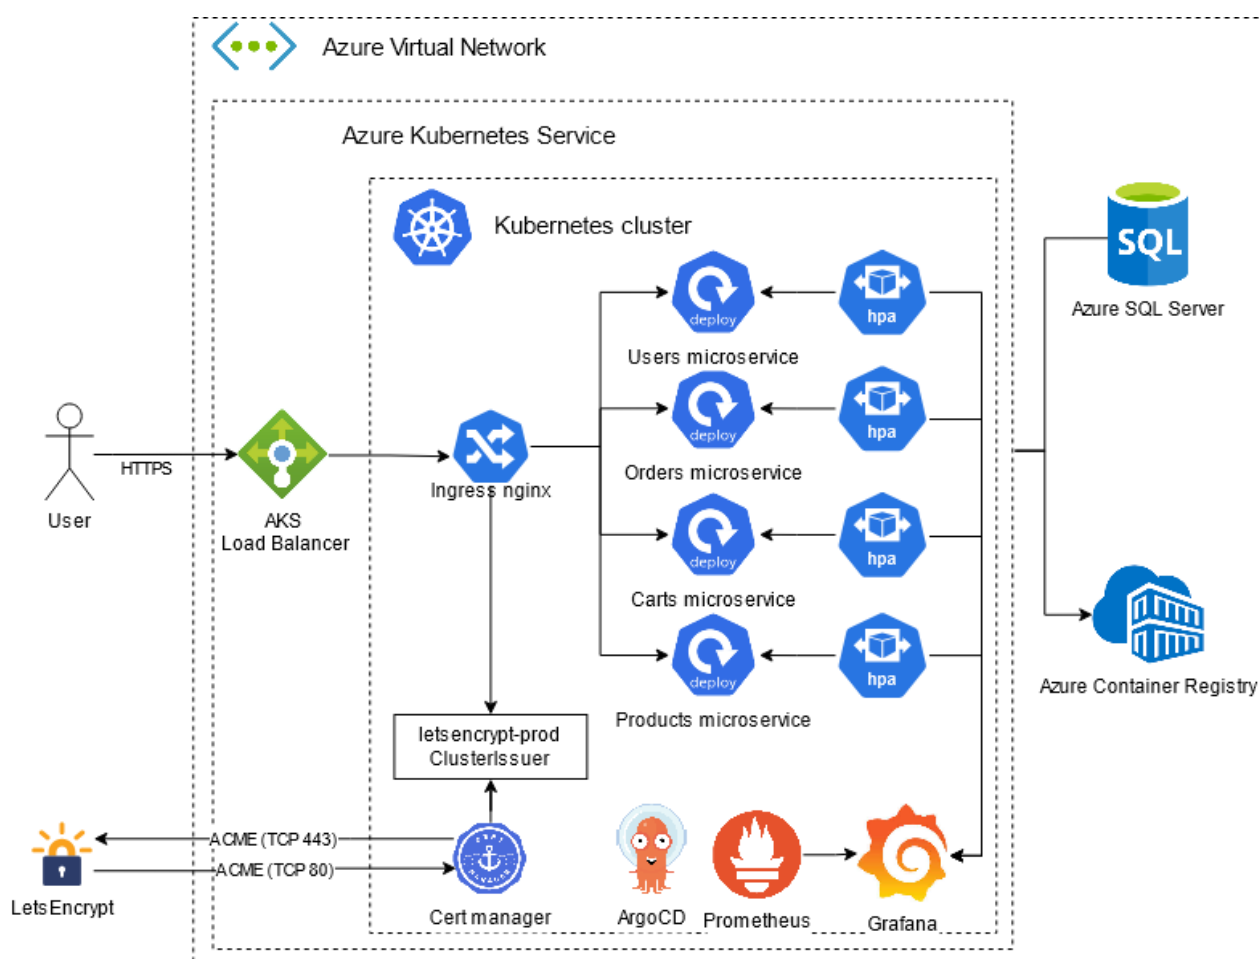 Azure Virtual Network
Azure Kubernetes Service
Kubernetes cluster
deploy
hpa
Users microservice
deploy
hpa
Orders microservice
deploy
hpa
Carts microservice
deploy
hpa
Products microservice
SQL
Azure SQL Server
Azure Container Registry
HTTPS
User
AKS
Load Balancer
Ingress nginx
letsencrypt-prod
ClusterIssuer
ACME (TCP 443)
ACME (TCP 80)
LetsEncrypt
CERT
MANAGER
Cert manager
ArgoCD
Prometheus
Grafana